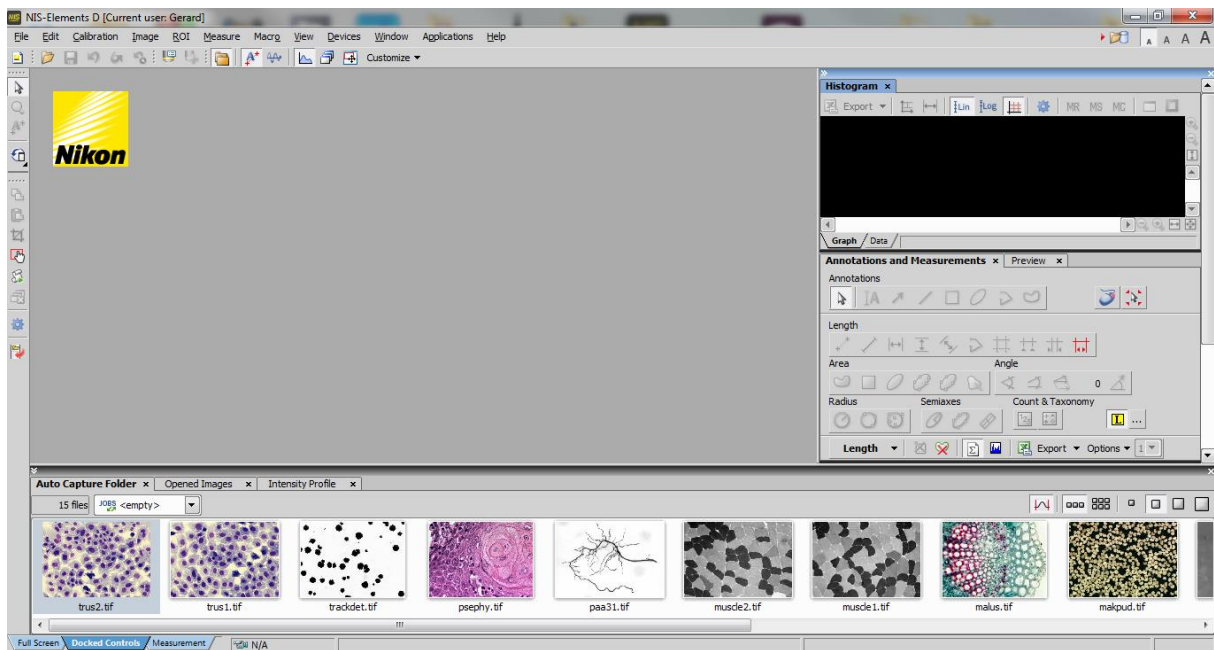 NIS-Elements D [Current user: Gerard]
File Edit Calibration Image ROI Measure Macro View Devices Window Applications Help
A A A A
Customize
Nikon
Histogram
Export Lin Log MR MS MC
Graph Data
Annotations and Measurements Preview
Annotations
Length
Area Angle
0
Radius Semiaxes Count & Taxonomy
Length Export Options 1
Auto Capture Folder Opened Images Intensity Profile
15 files JOBS <empty>
trus2.tif trus1.tif trackdet.tif psephy.tif paa31.tif muscle2.tif muscle1.tif malus.tif makpud.tif
Full Screen Docked Controls Measurement N/A